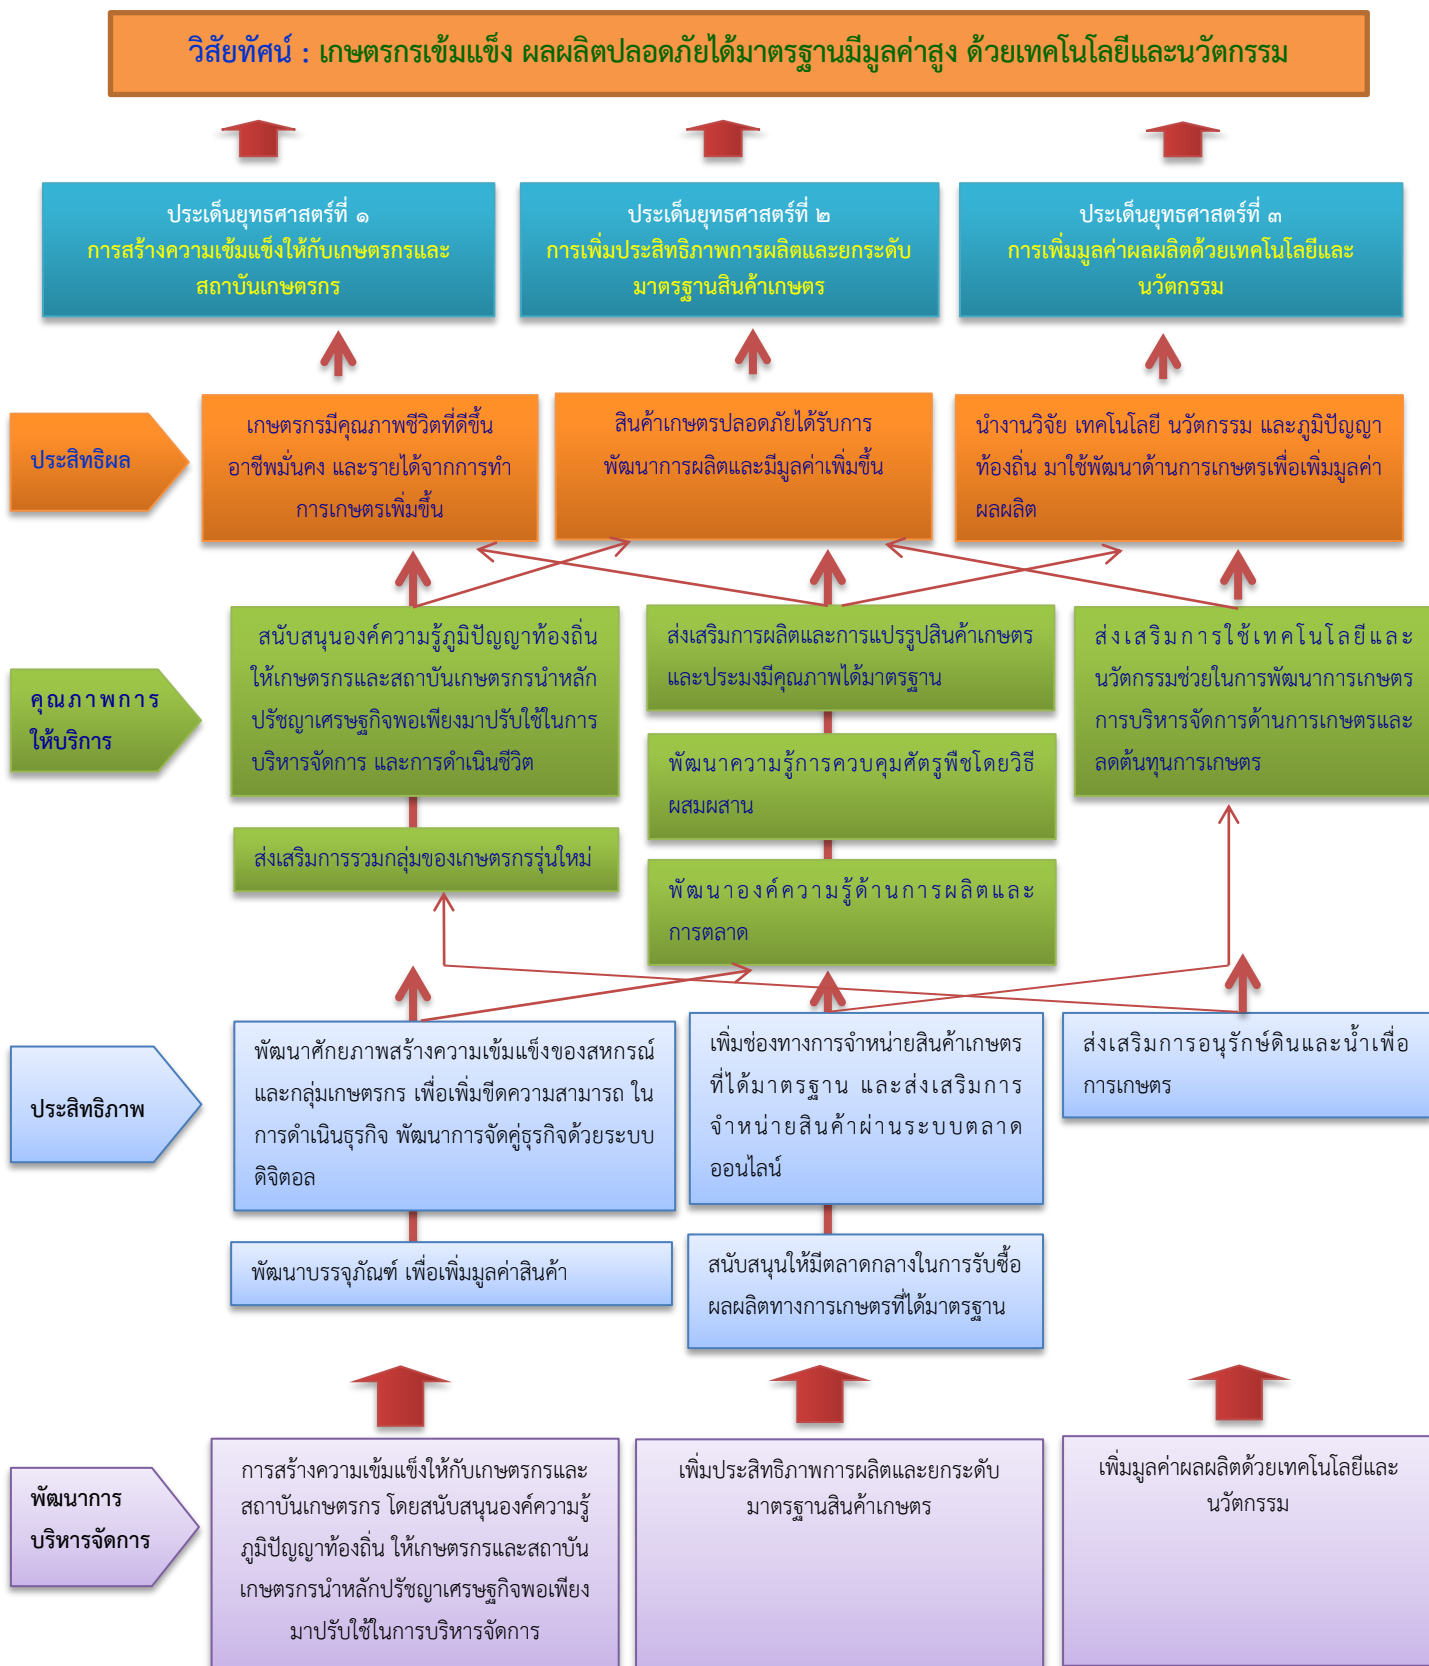 วิสัยทัศน์ : เกษตรกรเข้มแข็ง ผลผลิตปลอดภัยได้มาตรฐานมีมูลค่าสูง ด้วยเทคโนโลยีและนวัตกรรม
ประเด็นยุทธศาสตร์ที่ ๑
การสร้างความเข้มแข็งให้กับเกษตรกรและ
สถาบันเกษตรกร
ประเด็นยุทธศาสตร์ที่ ๒
การเพิ่มประสิทธิภาพการผลิตและยกระดับ
มาตรฐานสินค้าเกษตร
ประเด็นยุทธศาสตร์ที่ ๓
การเพิ่มมูลค่าผลผลิตด้วยเทคโนโลยีและ
นวัตกรรม
ประสิทธิผล
เกษตรกรมีคุณภาพชีวิตที่ดีขึ้น
อาชีพมั่นคง และรายได้จากการทำ
การเกษตรเพิ่มขึ้น
สินค้าเกษตรปลอดภัยได้รับการ
พัฒนาการผลิตและมีมูลค่าเพิ่มขึ้น
นำงานวิจัย เทคโนโลยี นวัตกรรม และภูมิปัญญา
ท้องถิ่น มาใช้พัฒนาด้านการเกษตรเพื่อเพิ่มมูลค่า
ผลผลิต
คุณภาพการ
ให้บริการ
สนับสนุนองค์ความรู้ภูมิปัญญาท้องถิ่น
ให้เกษตรกรและสถาบันเกษตรกรนำหลัก
ปรัชญาเศรษฐกิจพอเพียงมาปรับใช้ในการ
บริหารจัดการ และการดำเนินชีวิต
ส่งเสริมการรวมกลุ่มของเกษตรกรรุ่นใหม่
ส่งเสริมการผลิตและการแปรรูปสินค้าเกษตร
และประมงมีคุณภาพได้มาตรฐาน
พัฒนาความรู้การควบคุมศัตรูพืชโดยวิธี
ผสมผสาน
พัฒนาองค์ความรู้ด้านการผลิตและ
การตลาด
ส่งเสริมการใช้เทคโนโลยีและ
นวัตกรรมช่วยในการพัฒนาการเกษตร
การบริหารจัดการด้านการเกษตรและ
ลดต้นทุนการเกษตร
ประสิทธิภาพ
พัฒนาศักยภาพสร้างความเข้มแข็งของสหกรณ์
และกลุ่มเกษตรกร เพื่อเพิ่มขีดความสามารถ ใน
การดำเนินธุรกิจ พัฒนาการจัดคู่ธุรกิจด้วยระบบ
ดิจิตอล
พัฒนาบรรจุภัณฑ์ เพื่อเพิ่มมูลค่าสินค้า
เพิ่มช่องทางการจำหน่ายสินค้าเกษตร
ที่ได้มาตรฐาน และส่งเสริมการ
จำหน่ายสินค้าผ่านระบบตลาด
ออนไลน์
สนับสนุนให้มีตลาดกลางในการรับซื้อ
ผลผลิตทางการเกษตรที่ได้มาตรฐาน
ส่งเสริมการอนุรักษ์ดินและน้ำเพื่อ
การเกษตร
พัฒนาการ
บริหารจัดการ
การสร้างความเข้มแข็งให้กับเกษตรกรและ
สถาบันเกษตรกร โดยสนับสนุนองค์ความรู้
ภูมิปัญญาท้องถิ่น ให้เกษตรกรและสถาบัน
เกษตรกรนำหลักปรัชญาเศรษฐกิจพอเพียง
มาปรับใช้ในการบริหารจัดการ
เพิ่มประสิทธิภาพการผลิตและยกระดับ
มาตรฐานสินค้าเกษตร
เพิ่มมูลค่าผลผลิตด้วยเทคโนโลยีและ
นวัตกรรม